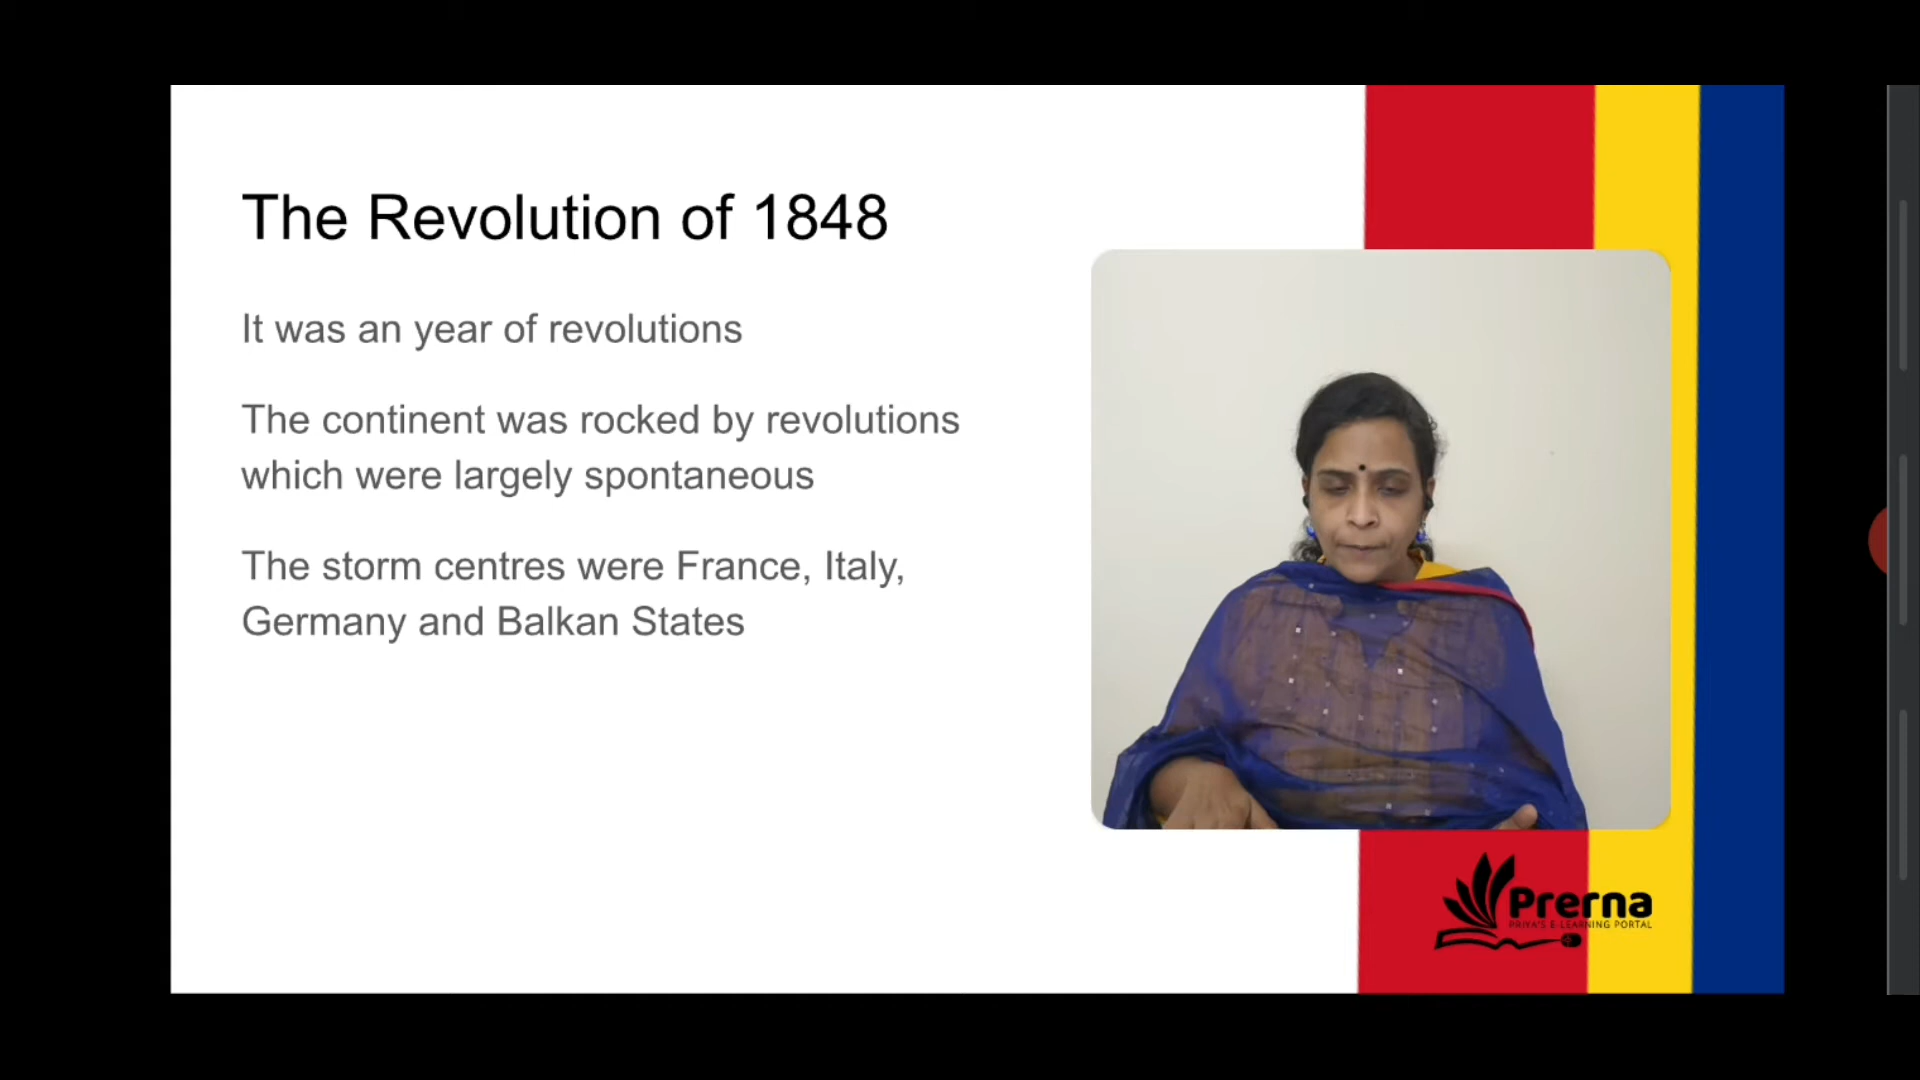 The Revolution of 1848
It was an year of revolutions
The continent was rocked by revolutions
which were largely spontaneous
The storm centres were France, Italy,
Germany and Balkan States
Prerna
PRIYA'S E-LEARNING PORTAL